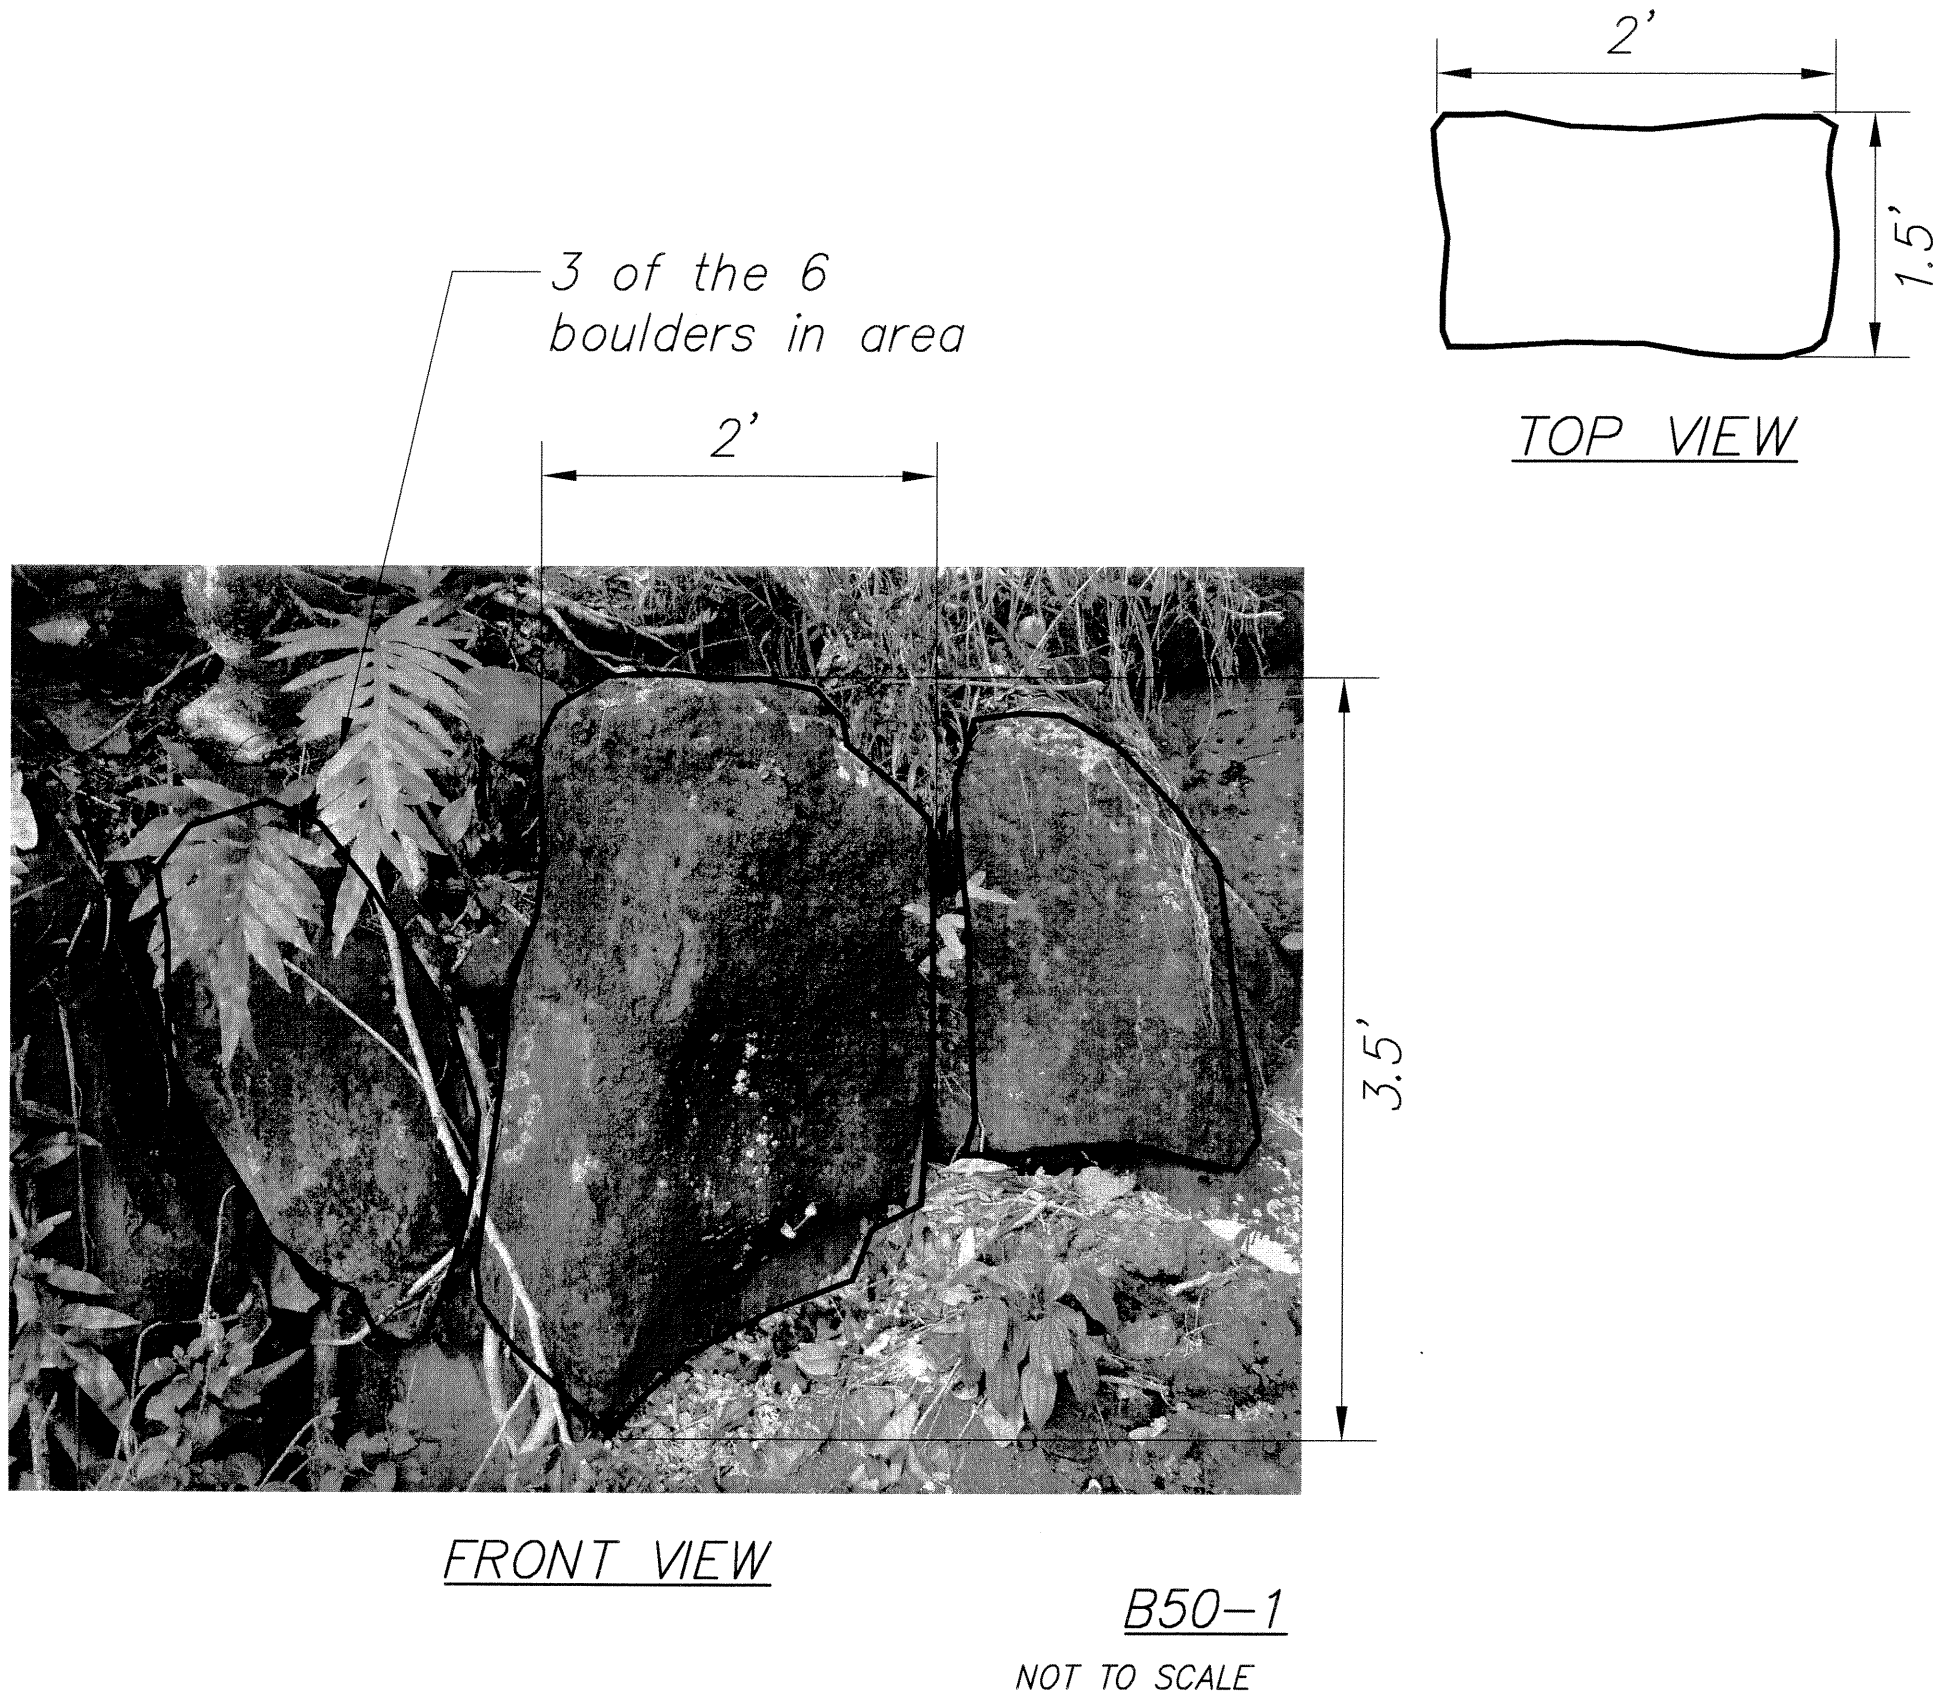 2'
1.5'
TOP VIEW
3 of the 6
boulders in area
2'
3.5'
FRONT VIEW
B50-1
NOT TO SCALE